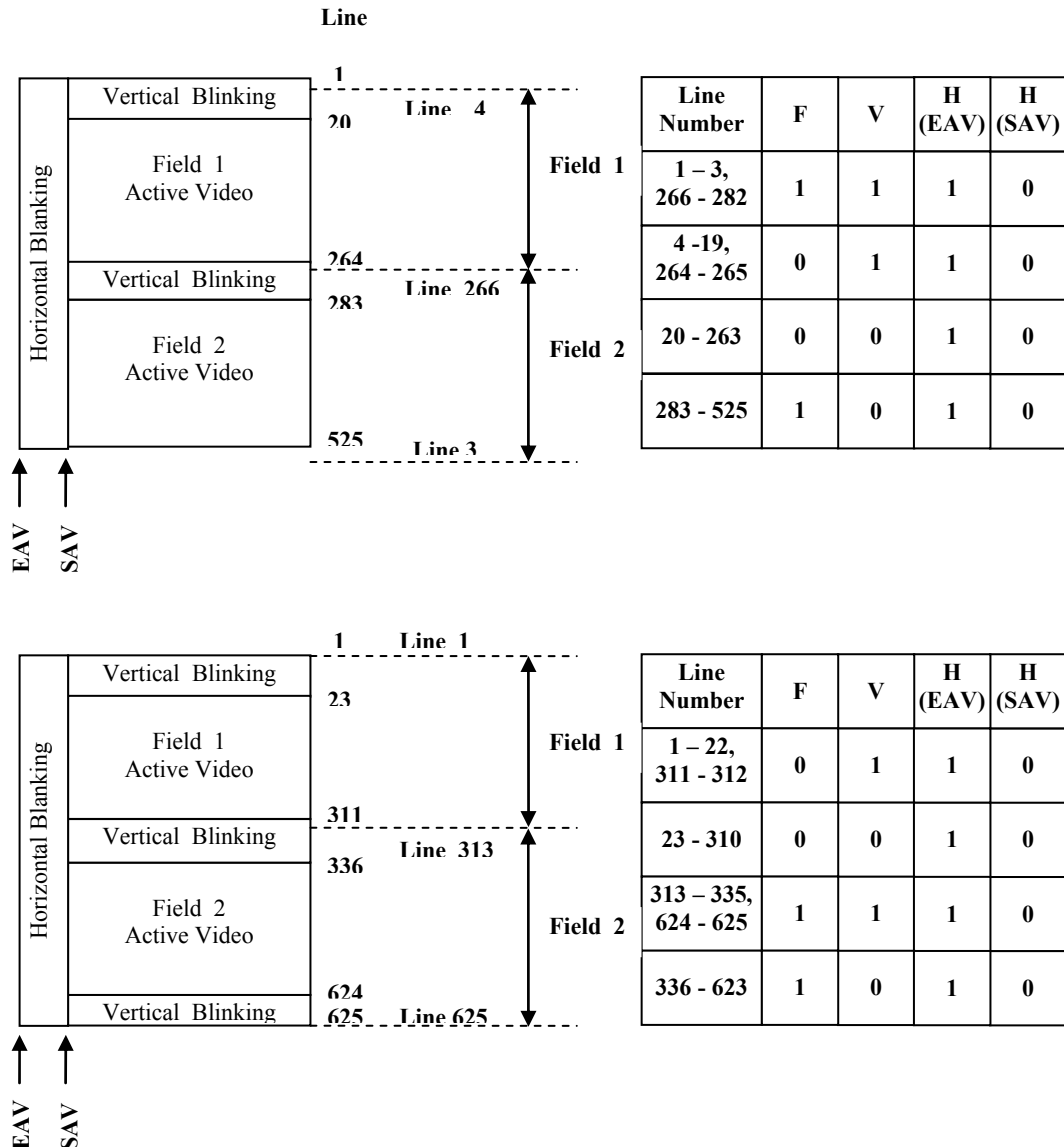 Line
1
Vertical Blinking
Line 4
20
Field 1
Active Video
Field 1
264
Vertical Blinking
Line 266
283
Field 2
Active Video
Field 2
525
Line 3
Horizontal Blanking
EAV
SAV
Line Number F V H (EAV) H (SAV)
1 – 3, 266 - 282 1 1 1 0
4 -19, 264 - 265 0 1 1 0
20 - 263 0 0 1 0
283 - 525 1 0 1 0
1 Line 1
Vertical Blinking
23
Field 1
Active Video
Field 1
311
Vertical Blinking
Line 313
336
Field 2
Active Video
Field 2
624
Vertical Blinking
625 Line 625
Horizontal Blanking
EAV
SAV
Line Number F V H (EAV) H (SAV)
1 – 22, 311 - 312 0 1 1 0
23 - 310 0 0 1 0
313 – 335, 624 - 625 1 1 1 0
336 - 623 1 0 1 0